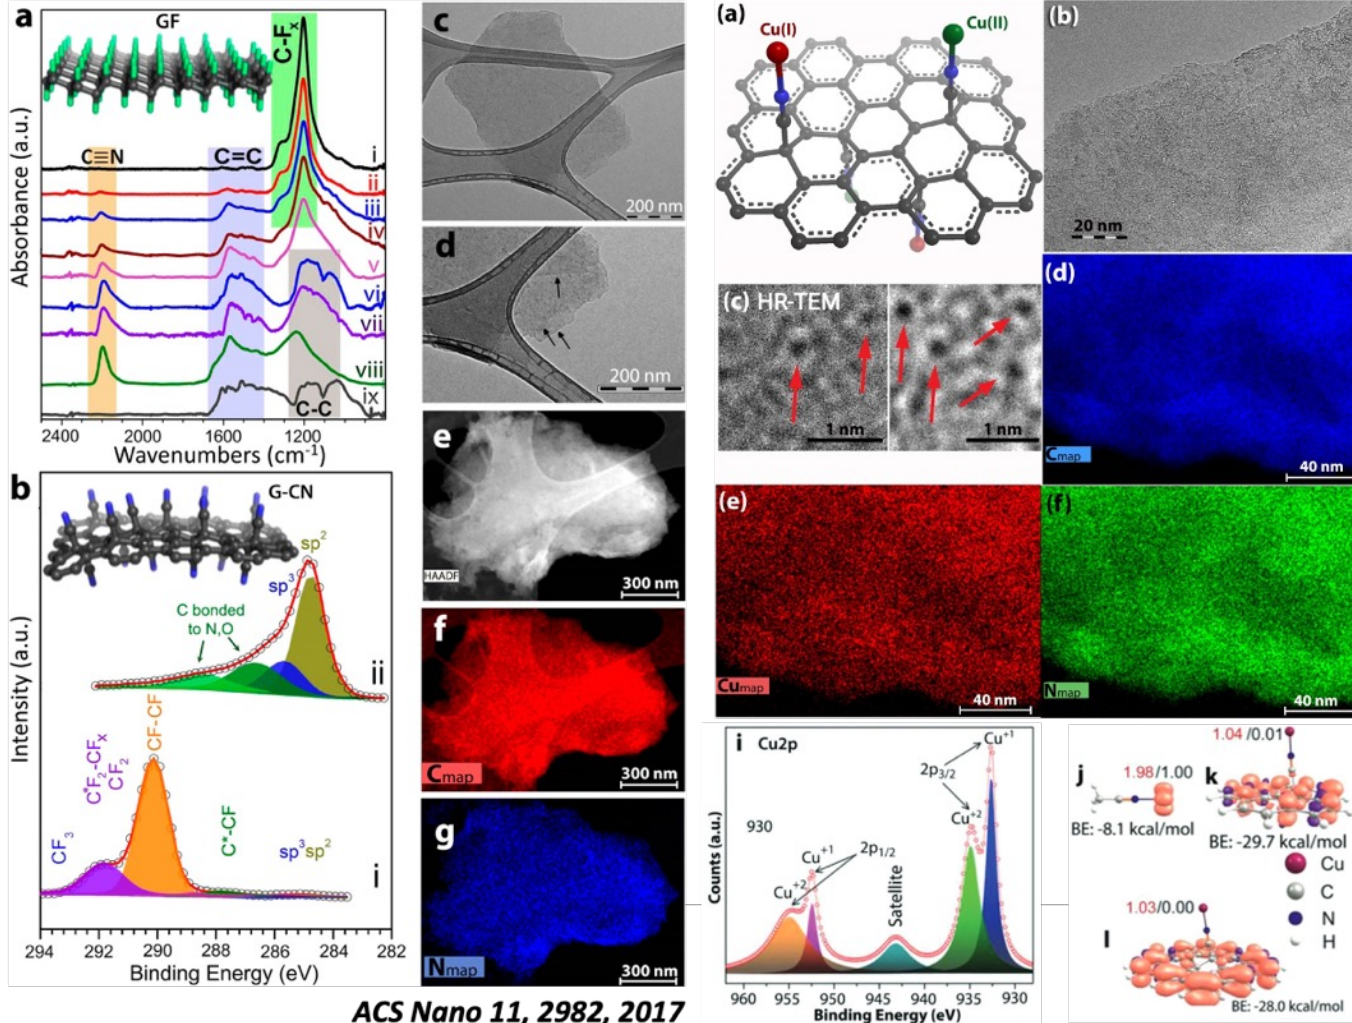 a
GF
C-Fx
C≡N
C=C
i
ii
iii
iv
v
vi
vii
viii
ix
C-C
Absorbance (a.u.)
2400 2000 1600 1200
Wavenumbers (cm-1)
b
G-CN
sp2
sp3
C bonded
to N,O
ii
CF3
C*F2-CFX
CF2
CF-CF
C*-CF
sp3sp2
i
Intensity (a.u.)
294 292 290 288 286 284 282
Binding Energy (eV)
c
200 nm
d
200 nm
e
HAADF
300 nm
f
Cmap
300 nm
g
Nmap
300 nm
ACS Nano 11, 2982, 2017
(a)
Cu(I)
Cu(II)
(b)
20 nm
(c) HR-TEM
1 nm
1 nm
(d)
Cmap
40 nm
(e)
Cumap
40 nm
(f)
Nmap
40 nm
i Cu2p
Cu+1
2p3/2
Cu+2
930
2p1/2
Cu+1
Cu+2
Satellite
Counts (a.u.)
960 955 950 945 940 935 930
Binding Energy (eV)
j
1.98/1.00
BE: -8.1 kcal/mol
1.04 /0.01
k
BE: -29.7 kcal/mol
Cu
C
N
H
1.03/0.00
l
BE: -28.0 kcal/mol